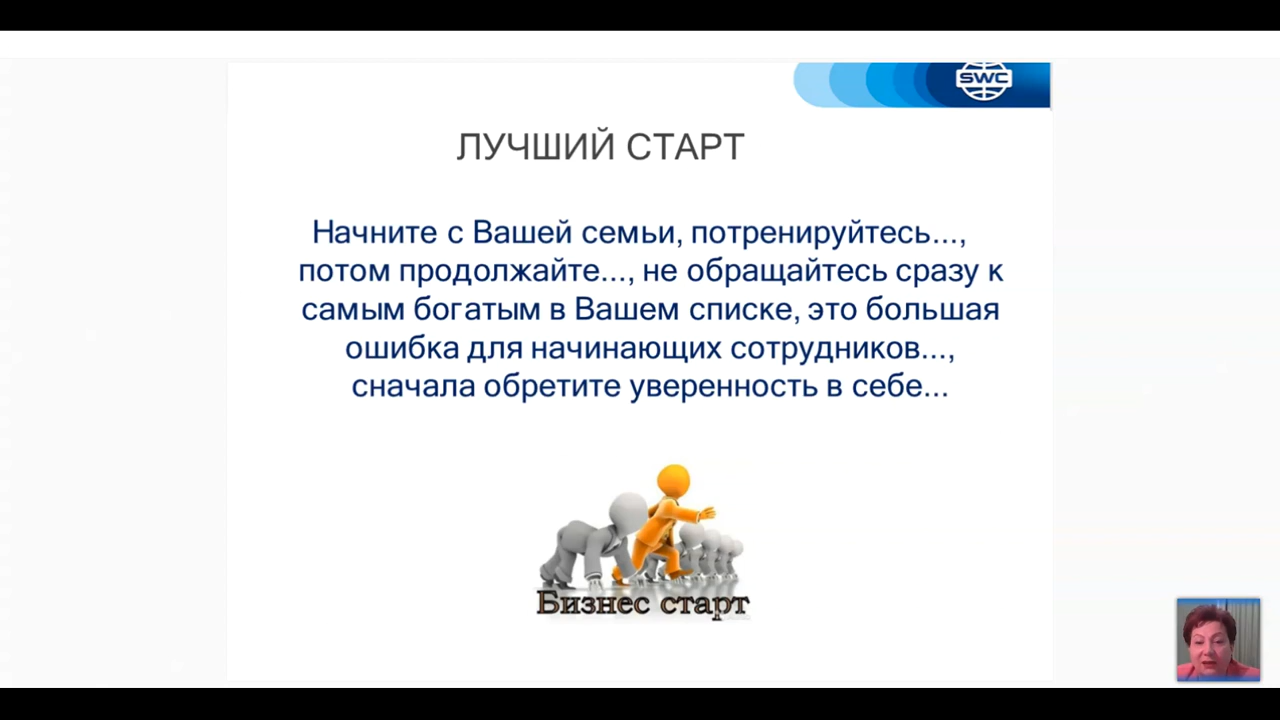 SWC
ЛУЧШИЙ СТАРТ
Начните с Вашей семьи, потренируйтесь...,
потом продолжайте..., не обращайтесь сразу к
самым богатым в Вашем списке, это большая
ошибка для начинающих сотрудников...,
сначала обретите уверенность в себе...
Бизнес старт